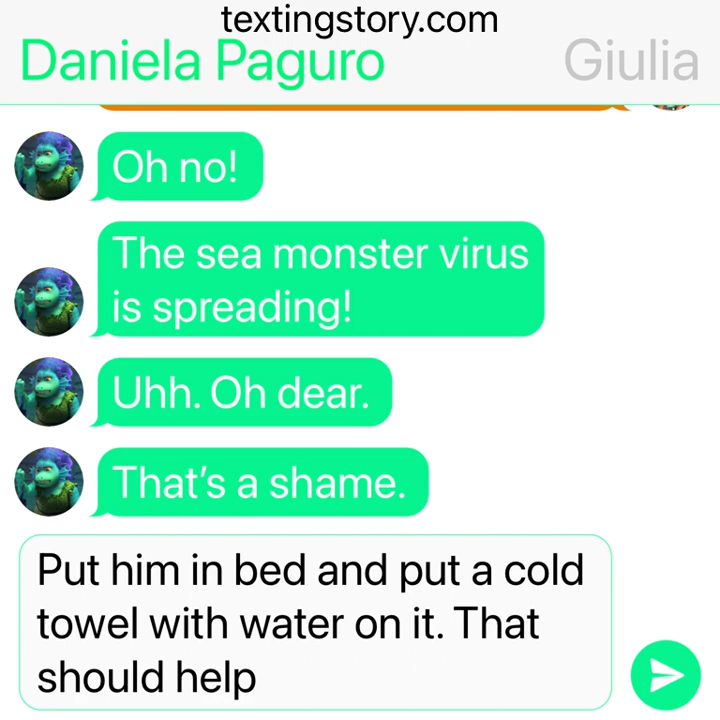 textingstory.com
Daniela Paguro Giulia
Oh no!
The sea monster virus
is spreading!
Uhh. Oh dear.
That's a shame.
Put him in bed and put a cold
towel with water on it. That
should help